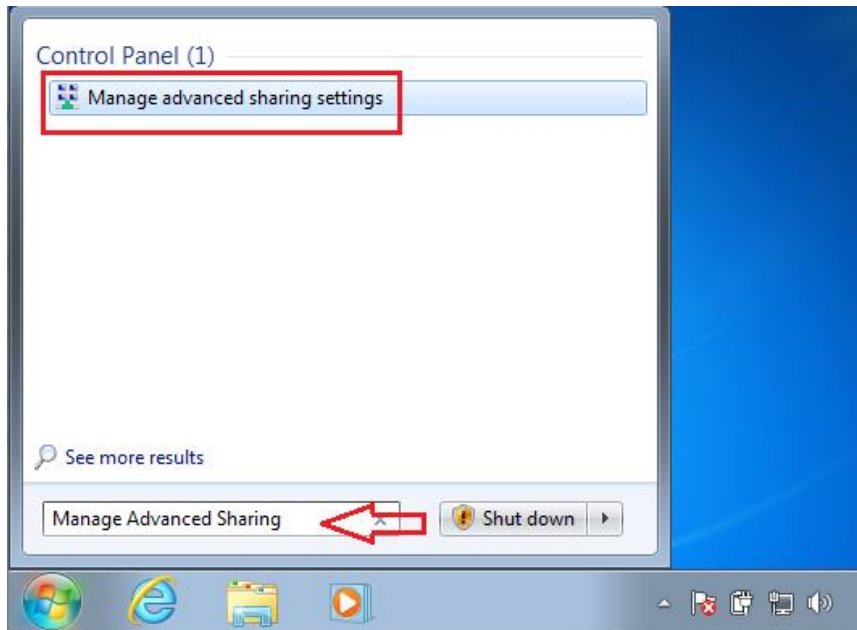 Control Panel (1)
Manage advanced sharing settings
See more results
Manage Advanced Sharing
Shut down